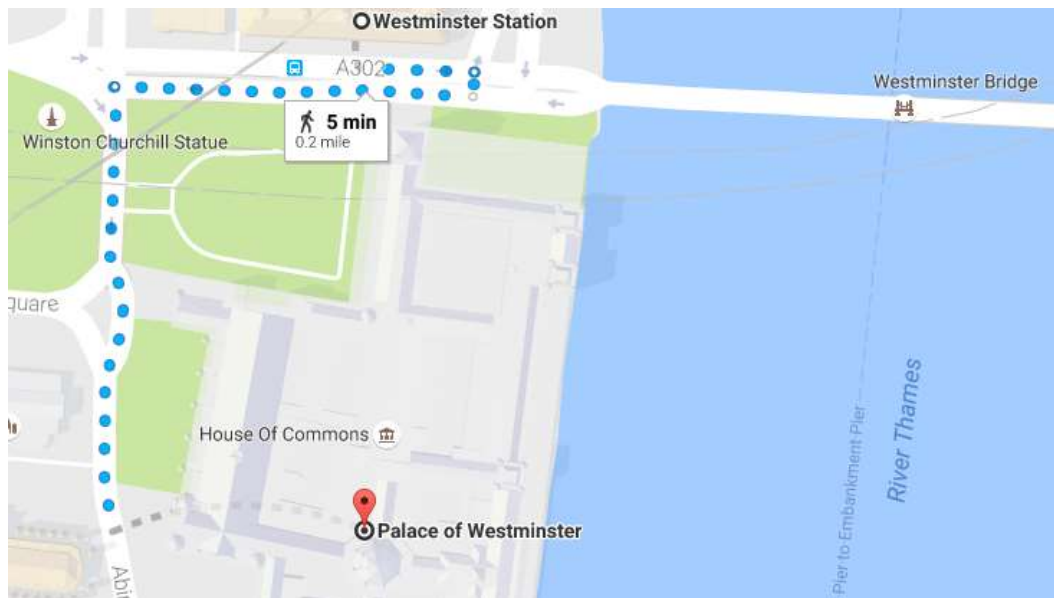 Westminster Station
A302
Westminster Bridge
5 min
0.2 mile
Winston Churchill Statue
quare
River Thames
Pier to Embankment Pier
House Of Commons
Palace of Westminster
Abi